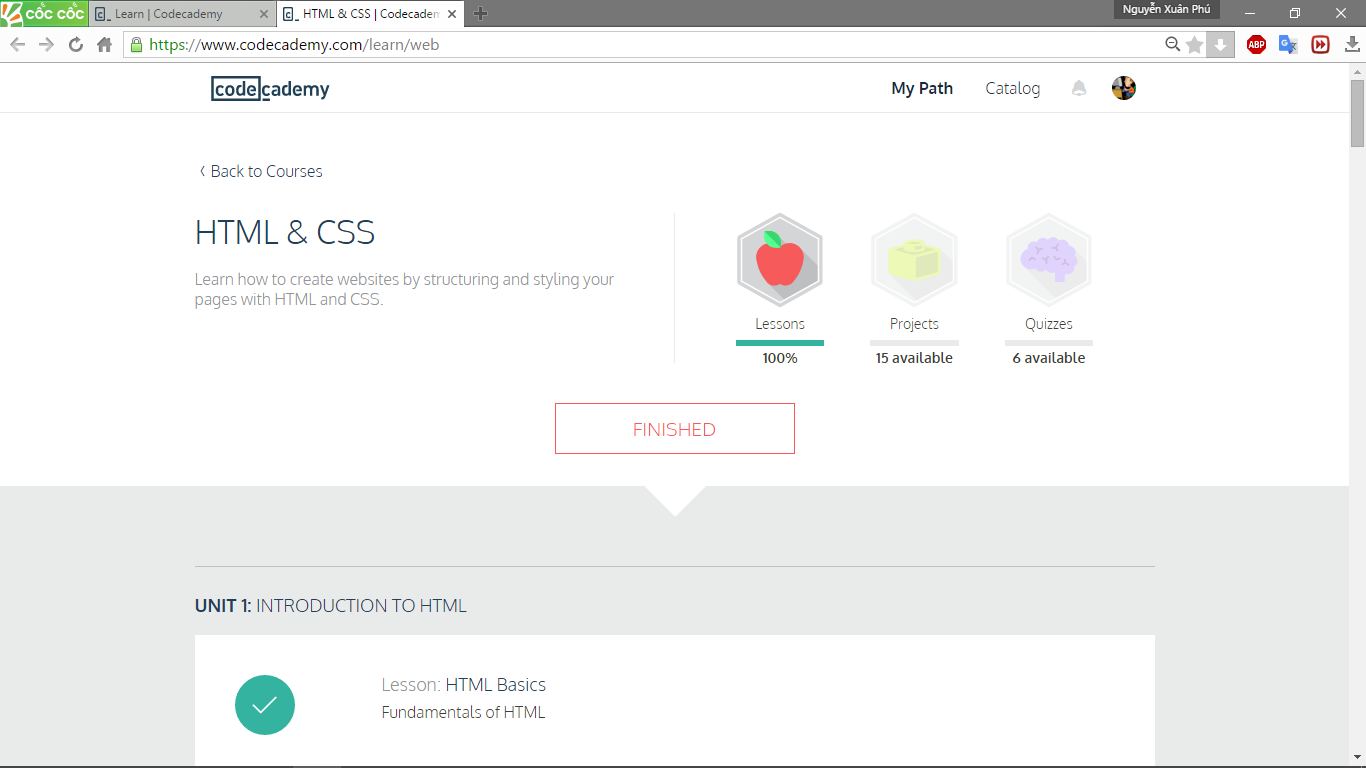 CỐC CỐC
Learn | Codecademy
HTML & CSS | Codecadem
Nguyễn Xuân Phú
https://www.codecademy.com/learn/web
ABP
codecademy
My Path
Catalog
Back to Courses
HTML & CSS
Learn how to create websites by structuring and styling your
pages with HTML and CSS.
Lessons
100%
Projects
15 available
Quizzes
6 available
FINISHED
UNIT 1: INTRODUCTION TO HTML
Lesson: HTML Basics
Fundamentals of HTML